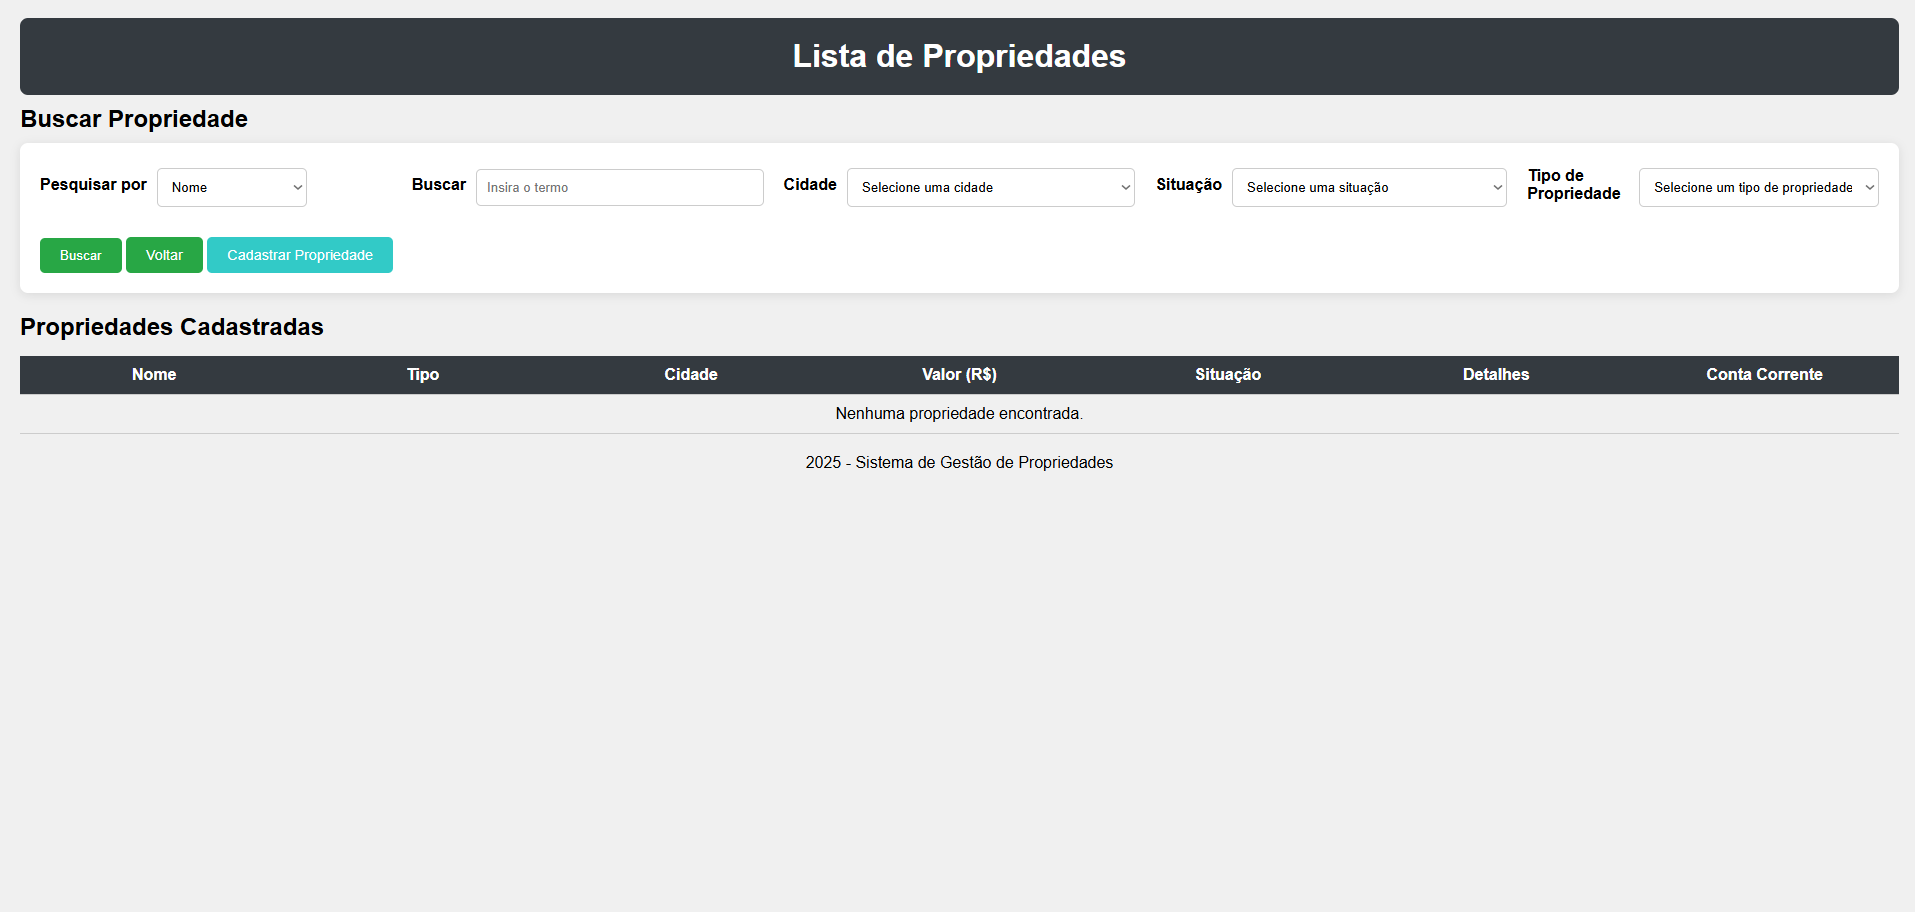 Lista de Propriedades
Buscar Propriedade
Pesquisar por Nome Buscar Insira o termo Cidade Selecione uma cidade Situação Selecione uma situação Tipo de Propriedade Selecione um tipo de propriedade
Buscar Voltar Cadastrar Propriedade
Propriedades Cadastradas
Nome Tipo Cidade Valor (R$) Situação Detalhes Conta Corrente
Nenhuma propriedade encontrada.
2025 - Sistema de Gestão de Propriedades